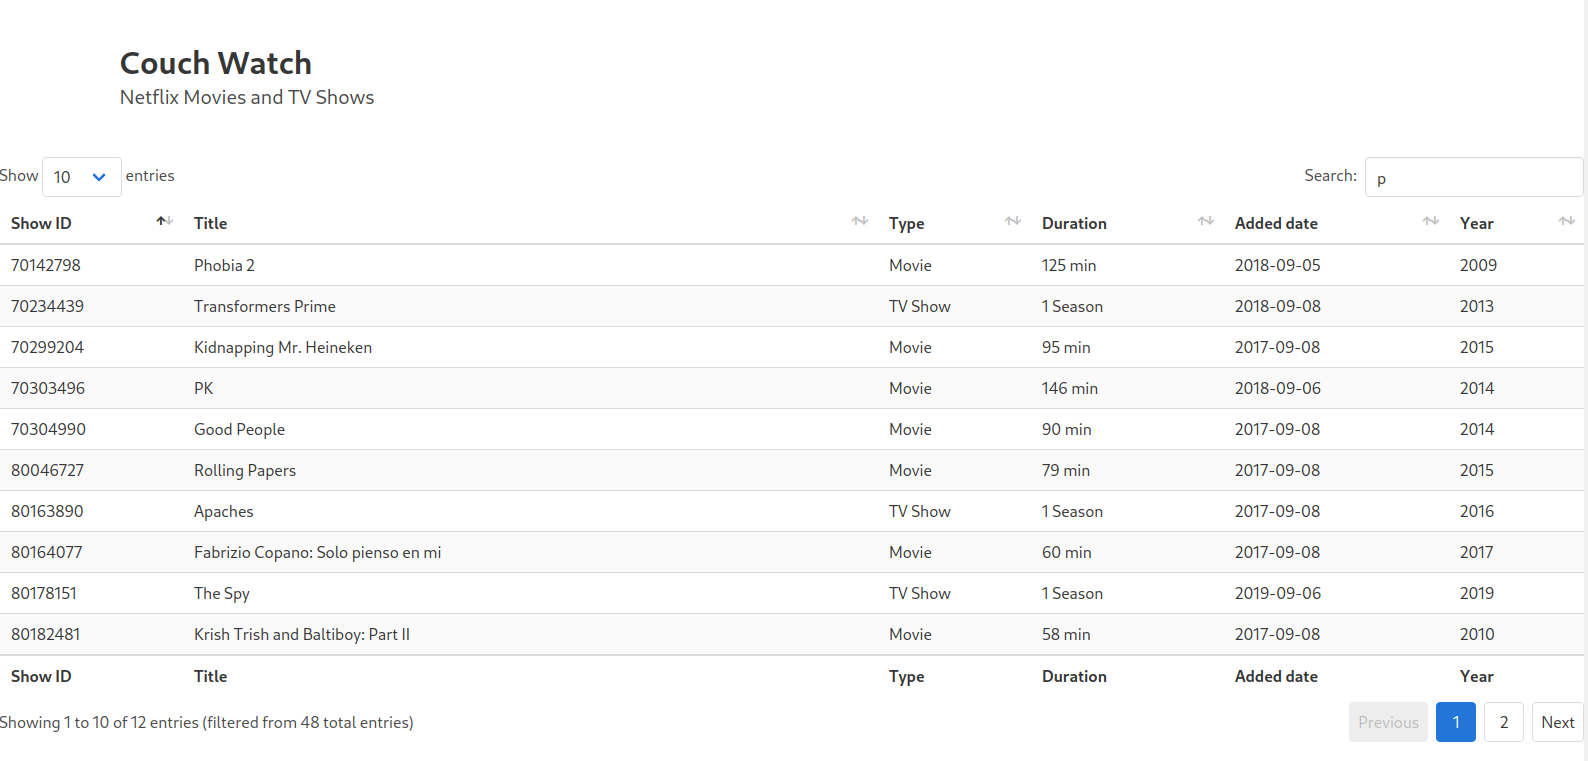 Couch Watch
Netflix Movies and TV Shows
Show 10 entries Search: p
Show ID Title Type Duration Added date Year
70142798 Phobia 2 Movie 125 min 2018-09-05 2009
70234439 Transformers Prime TV Show 1 Season 2018-09-08 2013
70299204 Kidnapping Mr. Heineken Movie 95 min 2017-09-08 2015
70303496 PK Movie 146 min 2018-09-06 2014
70304990 Good People Movie 90 min 2017-09-08 2014
80046727 Rolling Papers Movie 79 min 2017-09-08 2015
80163890 Apaches TV Show 1 Season 2017-09-08 2016
80164077 Fabrizio Copano: Solo pienso en mi Movie 60 min 2017-09-08 2017
80178151 The Spy TV Show 1 Season 2019-09-06 2019
80182481 Krish Trish and Baltiboy: Part II Movie 58 min 2017-09-08 2010
Show ID Title Type Duration Added date Year
Showing 1 to 10 of 12 entries (filtered from 48 total entries) Previous 1 2 Next